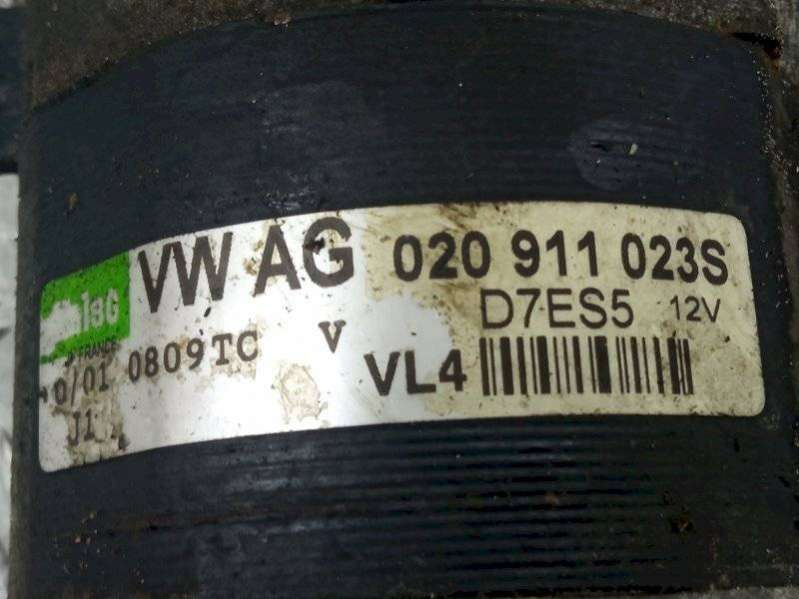 VW AG 020 911 023S
D7ES5 12V
FRANCE
0809TC V
0/01
VL4
J1